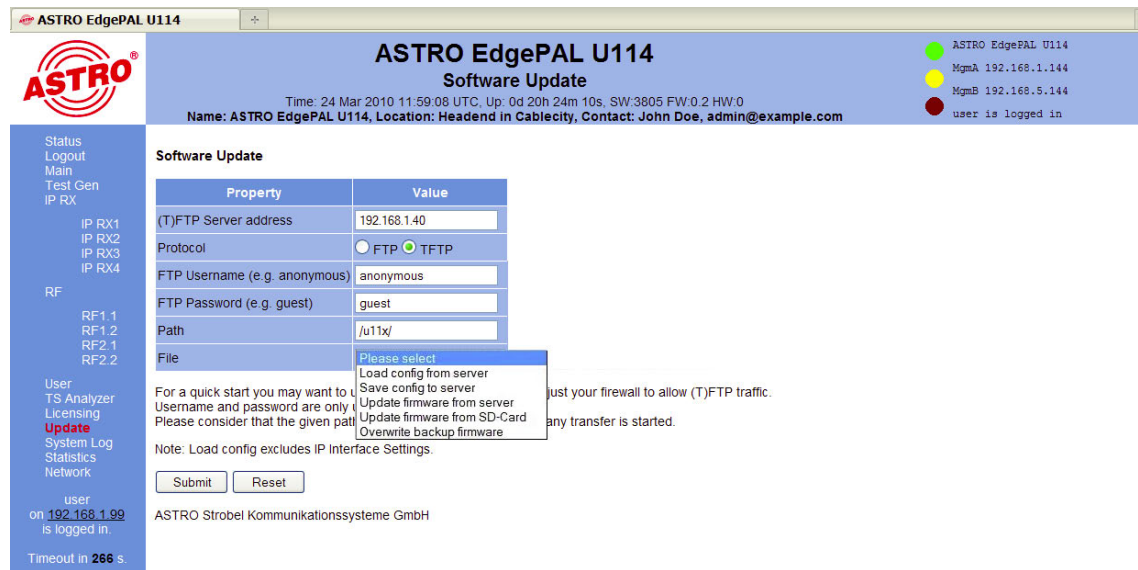 ASTRO EdgePAL U114
ASTRO®
ASTRO EdgePAL U114
Software Update
Time: 24 Mar 2010 11:59:08 UTC, Up: 0d 20h 24m 10s, SW:3805 FW:0.2 HW:0
Name: ASTRO EdgePAL U114, Location: Headend in Cablecity, Contact: John Doe, admin@example.com
ASTRO EdgePAL U114
MgmA 192.168.1.144
MgmB 192.168.5.144
user is logged in
Status
Logout
Main
Test Gen
IP RX
IP RX1
IP RX2
IP RX3
IP RX4
RF
RF1.1
RF1.2
RF2.1
RF2.2
User
TS Analyzer
Licensing
Update
System Log
Statistics
Network
user
on 192.168.1.99
is logged in.
Timeout in 266 s.
Software Update
Property Value
(T)FTP Server address 192.168.1.40
Protocol FTP TFTP
FTP Username (e.g. anonymous) anonymous
FTP Password (e.g. guest) guest
Path /u11x/
File Please select
Load config from server
Save config to server
Update firmware from server
Update firmware from SD-Card
Overwrite backup firmware
For a quick start you may want to just your firewall to allow (T)FTP traffic.
Username and password are only
Please consider that the given path any transfer is started.
Note: Load config excludes IP Interface Settings.
Submit Reset
ASTRO Strobel Kommunikationssysteme GmbH